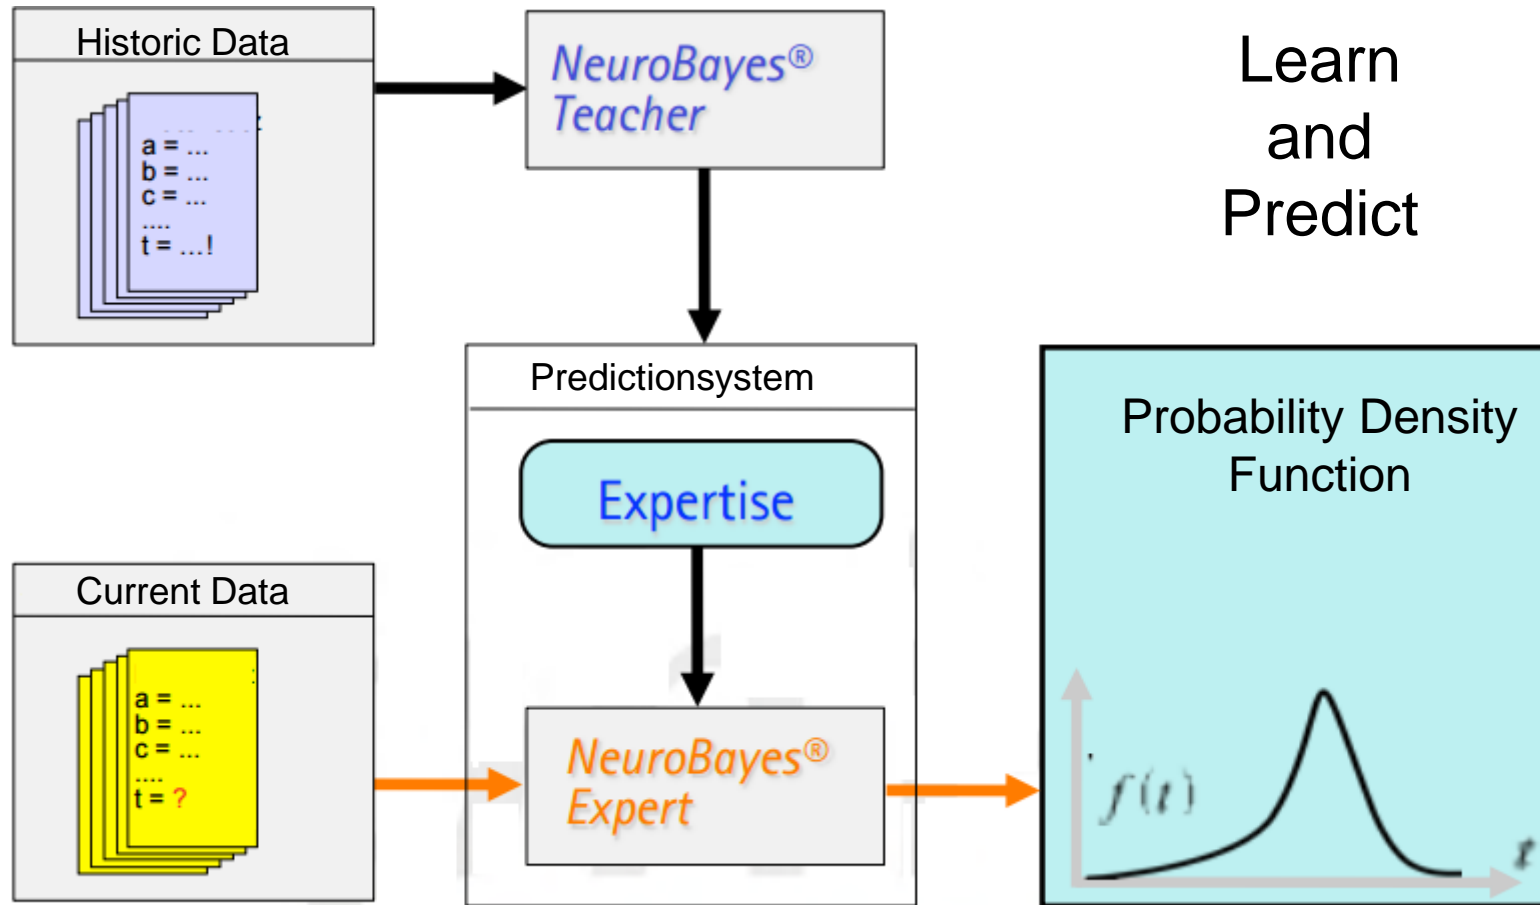 Historic Data
a = ...
b = ...
c = ...
....
t = ...!
NeuroBayes®
Teacher
Learn
and
Predict
Predictionsystem
Expertise
Current Data
a = ...
b = ...
c = ...
....
t = ?
NeuroBayes®
Expert
Probability Density
Function
f(t)
t